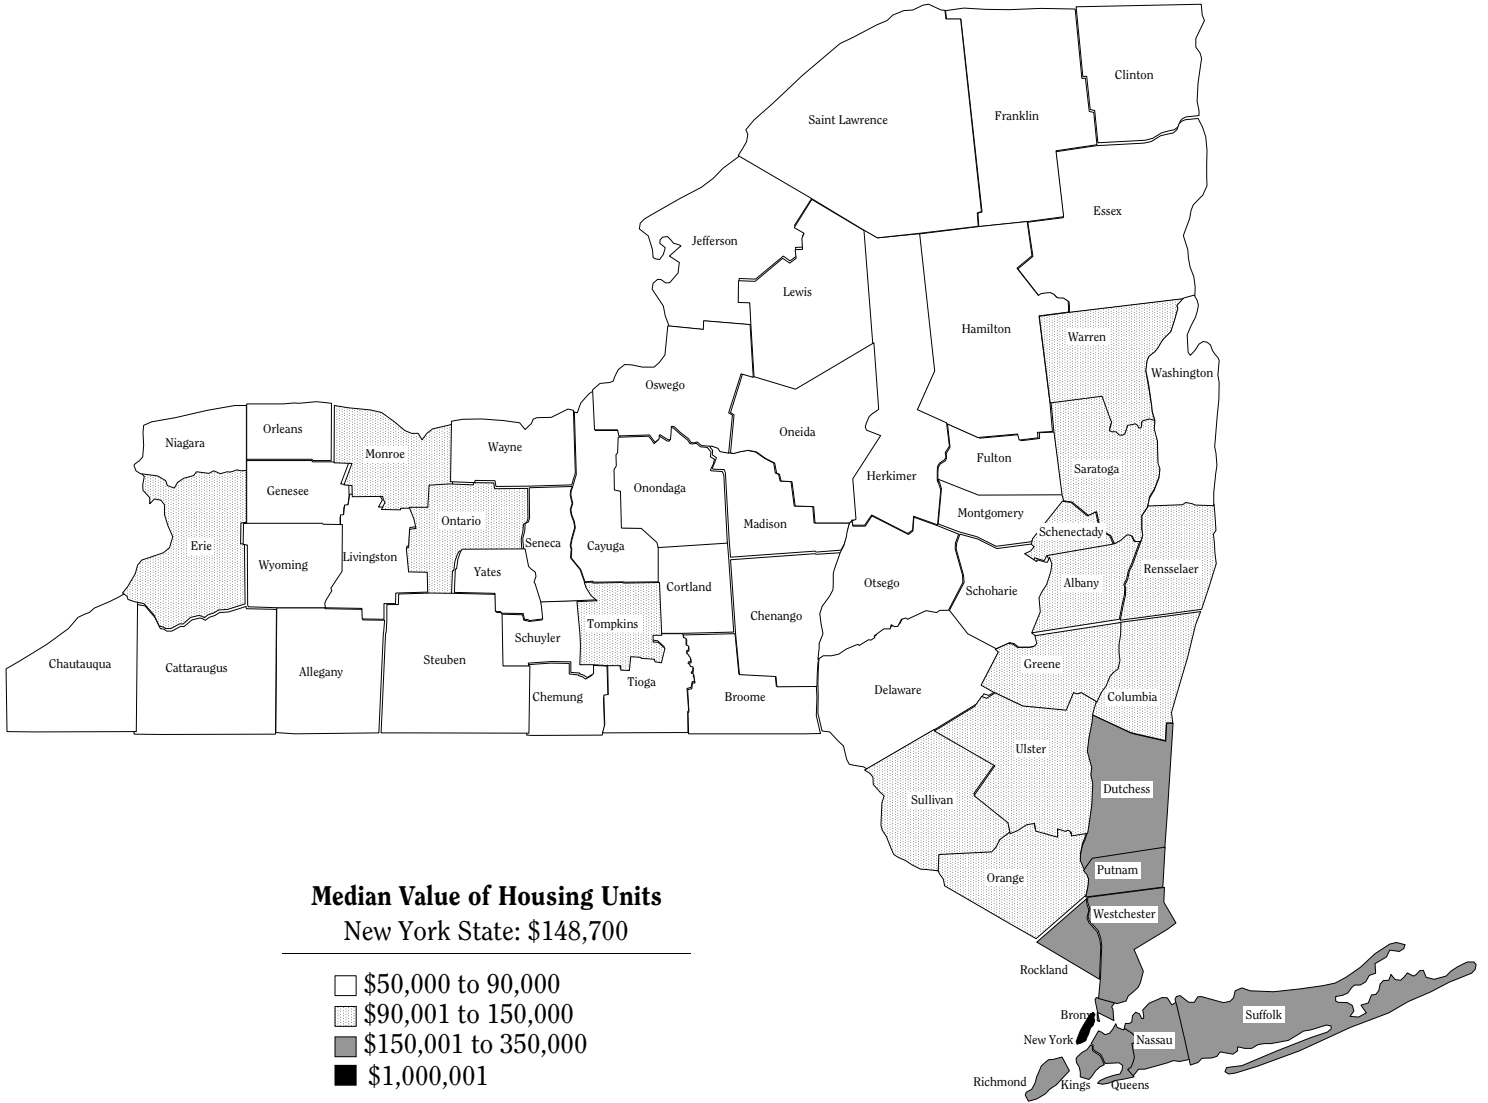 Clinton
Saint Lawrence
Franklin
Essex
Jefferson
Lewis
Hamilton
Warren
Washington
Oswego
Oneida
Orleans
Niagara
Monroe
Wayne
Fulton
Saratoga
Herkimer
Genesee
Onondaga
Montgomery
Ontario
Madison
Schenectady
Erie
Seneca
Cayuga
Livingston
Wyoming
Yates
Rensselaer
Otsego
Albany
Cortland
Schoharie
Chenango
Tompkins
Schuyler
Steuben
Chautauqua
Cattaraugus
Allegany
Greene
Tioga
Delaware
Chemung
Broome
Columbia
Ulster
Dutchess
Sullivan
Putnam
Orange
Westchester
Rockland
Bronx
Suffolk
New York
Nassau
Richmond
Kings
Queens
Median Value of Housing Units
New York State: $148,700
$50,000 to 90,000
$90,001 to 150,000
$150,001 to 350,000
$1,000,001